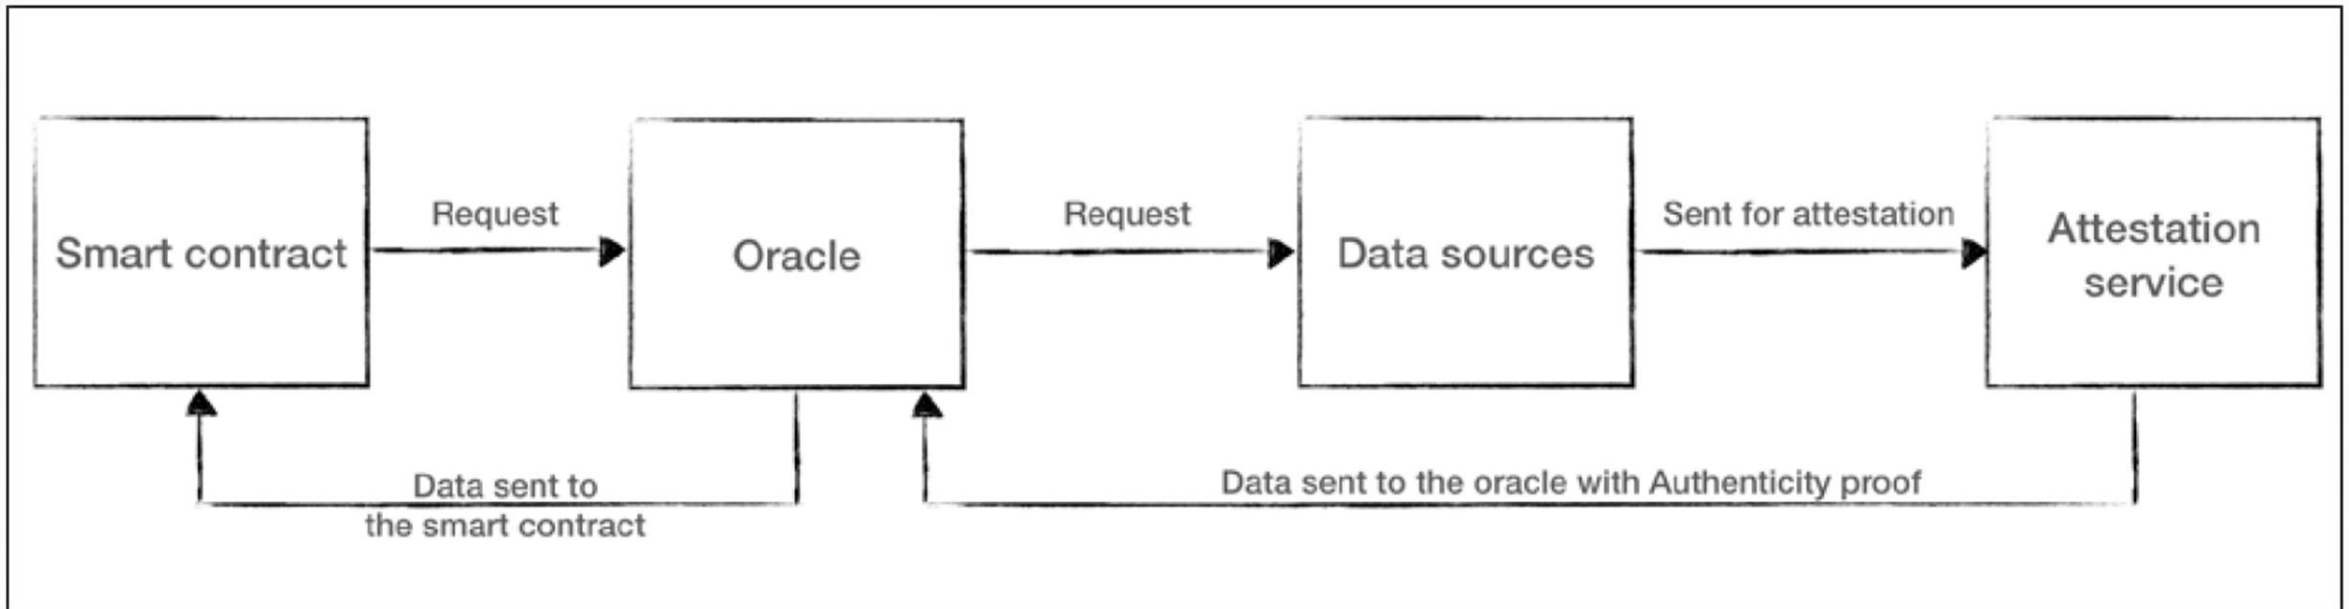 Smart contract
Request
Oracle
Request
Data sources
Sent for attestation
Attestation
service
Data sent to
the smart contract
Data sent to the oracle with Authenticity proof